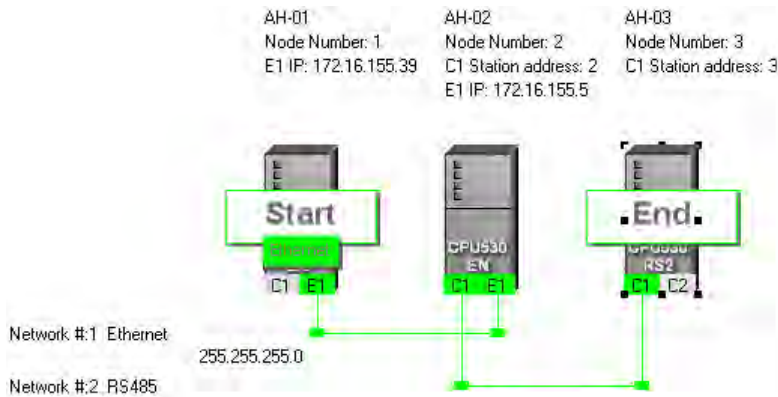 AH-01
Node Number: 1
E1 IP: 172.16.155.39
AH-02
Node Number: 2
C1 Station address: 2
E1 IP: 172.16.155.5
AH-03
Node Number: 3
C1 Station address: 3
Start
Ethernet
C1 E1
CPU530
EN
C1 E1
End
CPU530
RS2
C1 C2
Network #:1 Ethernet
255.255.255.0
Network #:2 RS485